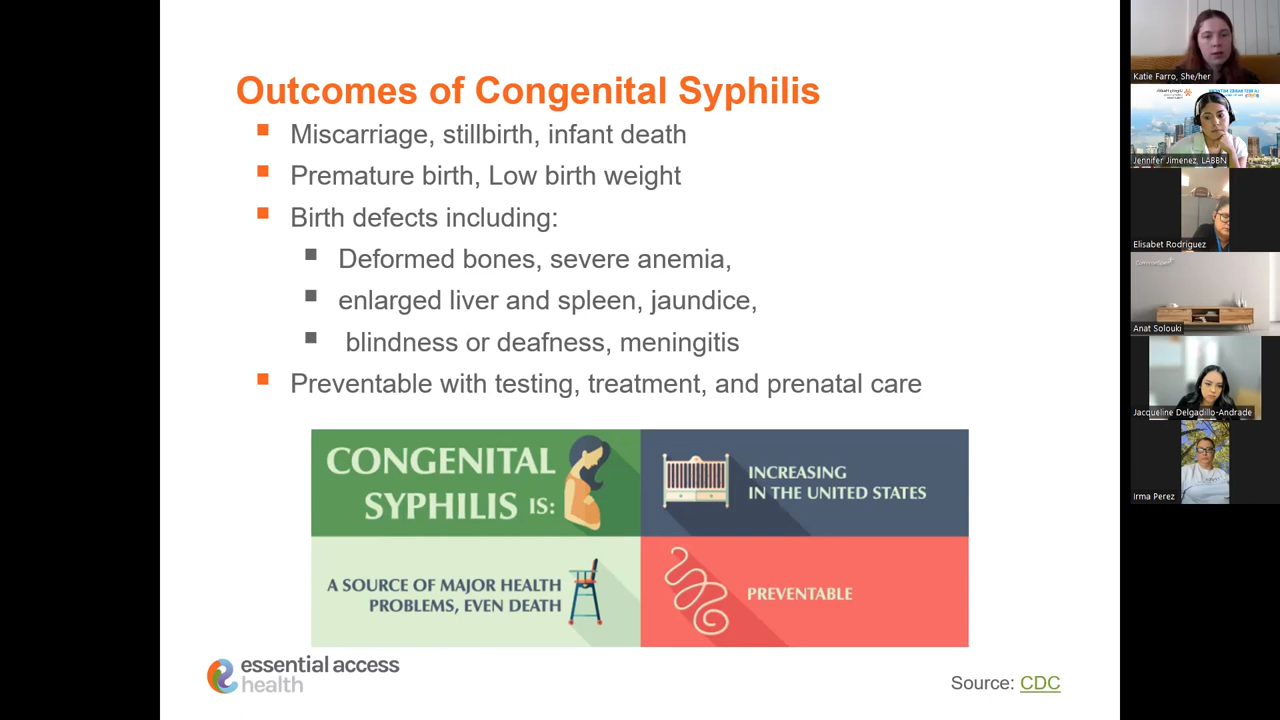 Outcomes of Congenital Syphilis
Miscarriage, stillbirth, infant death
Premature birth, Low birth weight
Birth defects including:
Deformed bones, severe anemia,
enlarged liver and spleen, jaundice,
blindness or deafness, meningitis
Preventable with testing, treatment, and prenatal care
CONGENITAL
SYPHILIS IS:
INCREASING
IN THE UNITED STATES
A SOURCE OF MAJOR HEALTH
PROBLEMS, EVEN DEATH
PREVENTABLE
essential access
health
Source: CDC
Katie Farro, She/her
Jennifer Jimenez, LABBN
Elisabet Rodriguez
Anat Solouki
Jacqueline Delgadillo-Andrade
Irma Perez